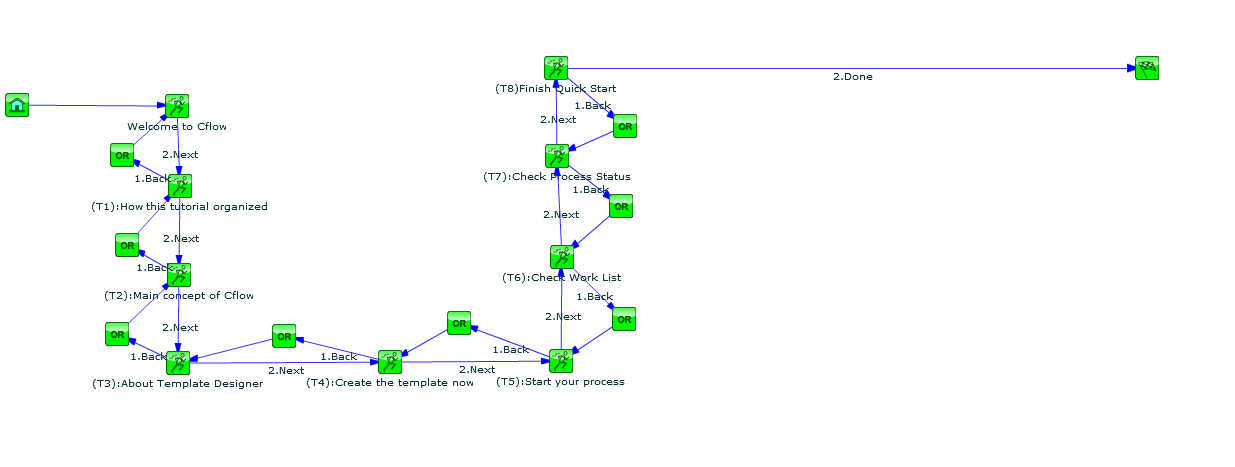 Welcome to Cflow
OR
2.Next
1.Back
(T1):How this tutorial organized
OR
2.Next
1.Back
(T2):Main concept of Cflow
OR
2.Next
1.Back
(T3):About Template Designer
OR
1.Back
2.Next
(T4):Create the template now
OR
1.Back
2.Next
(T5):Start your process
2.Next
OR
1.Back
(T6):Check Work List
2.Next
OR
1.Back
(T7):Check Process Status
2.Next
OR
1.Back
(T8)Finish Quick Start
2.Done